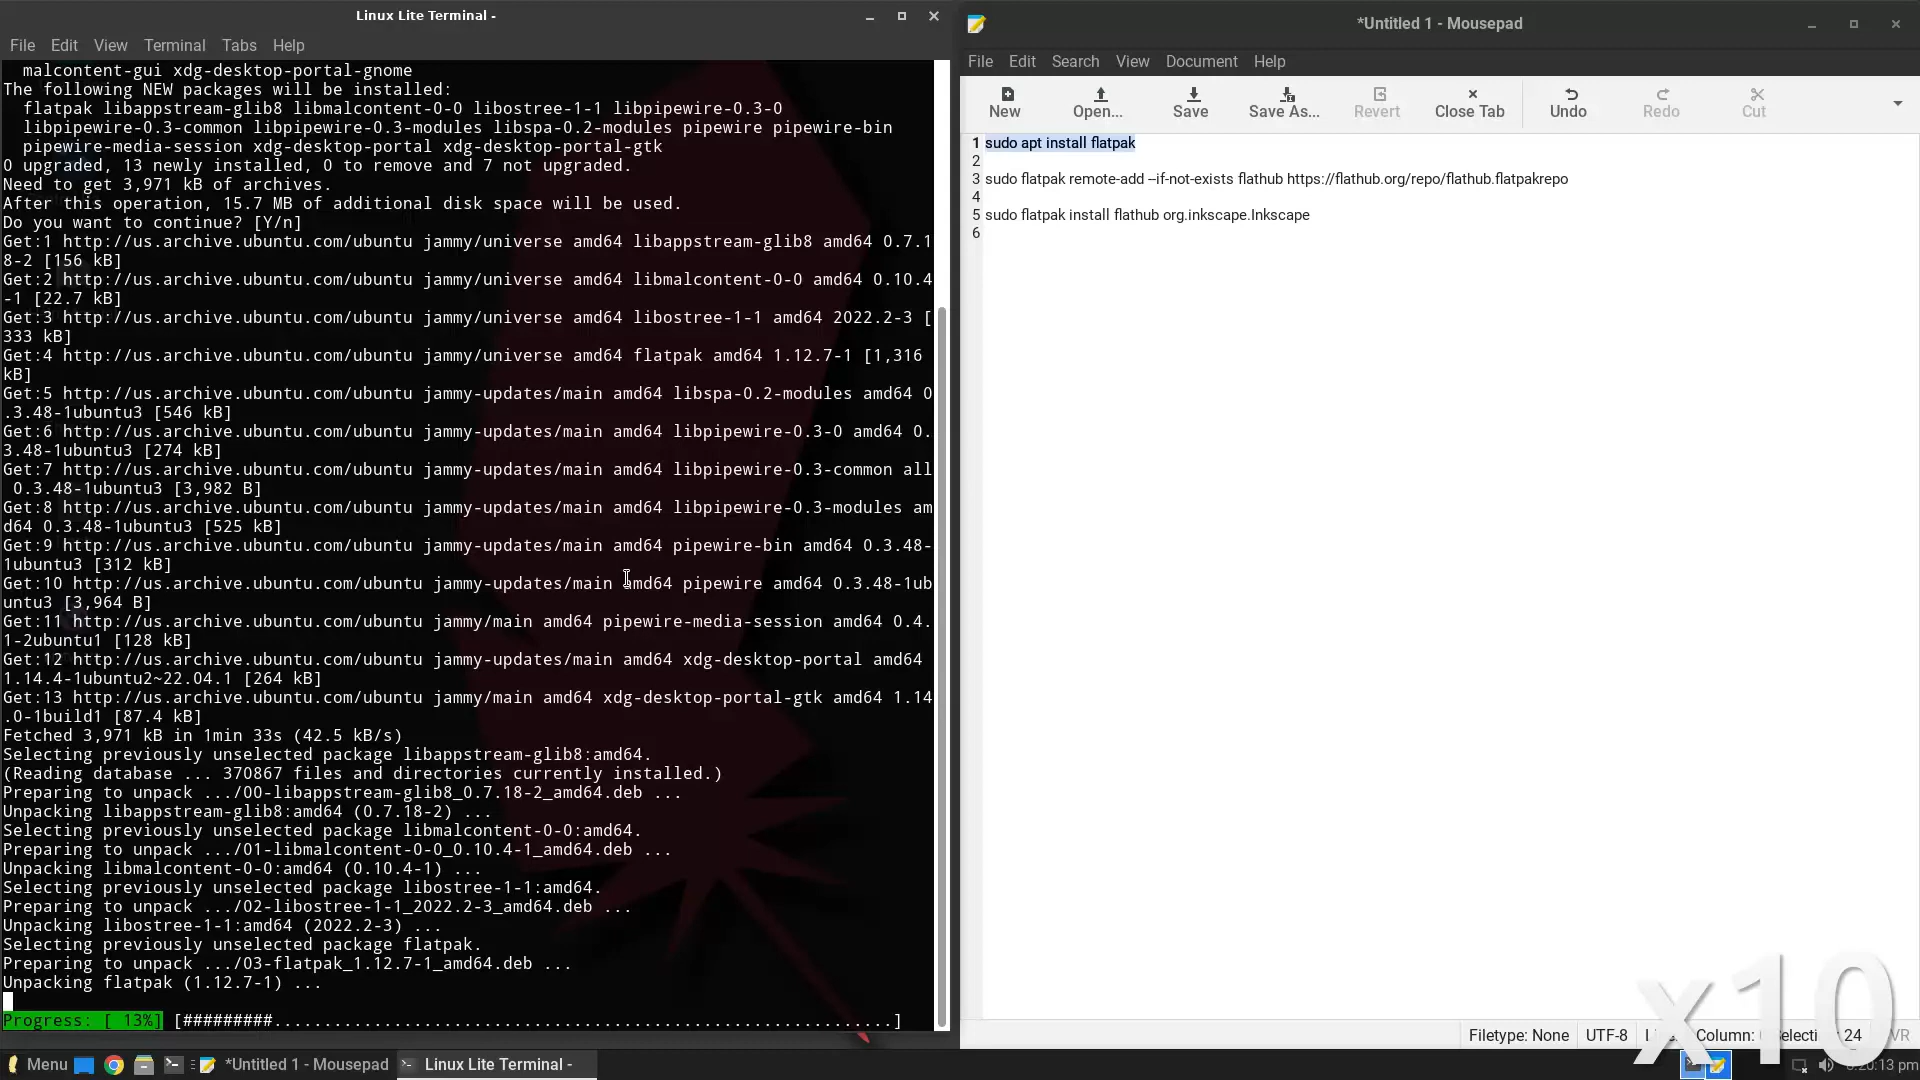 Linux Lite Terminal -
File Edit View Terminal Tabs Help
malcontent-gui xdg-desktop-portal-gnome
The following NEW packages will be installed:
flatpak libappstream-glib8 libmalcontent-0-0 libostree-1-1 libpipewire-0.3-0
libpipewire-0.3-common libpipewire-0.3-modules libspa-0.2-modules pipewire pipewire-bin
pipewire-media-session xdg-desktop-portal xdg-desktop-portal-gtk
0 upgraded, 13 newly installed, 0 to remove and 7 not upgraded.
Need to get 3,971 kB of archives.
After this operation, 15.7 MB of additional disk space will be used.
Do you want to continue? [Y/n]
Get:1 http://us.archive.ubuntu.com/ubuntu jammy/universe amd64 libappstream-glib8 amd64 0.7.1
8-2 [156 kB]
Get:2 http://us.archive.ubuntu.com/ubuntu jammy/universe amd64 libmalcontent-0-0 amd64 0.10.4
-1 [22.7 kB]
Get:3 http://us.archive.ubuntu.com/ubuntu jammy/universe amd64 libostree-1-1 amd64 2022.2-3 [
333 kB]
Get:4 http://us.archive.ubuntu.com/ubuntu jammy/universe amd64 flatpak amd64 1.12.7-1 [1,316
kB]
Get:5 http://us.archive.ubuntu.com/ubuntu jammy-updates/main amd64 libspa-0.2-modules amd64 0
.3.48-1ubuntu3 [546 kB]
Get:6 http://us.archive.ubuntu.com/ubuntu jammy-updates/main amd64 libpipewire-0.3-0 amd64 0.
3.48-1ubuntu3 [274 kB]
Get:7 http://us.archive.ubuntu.com/ubuntu jammy-updates/main amd64 libpipewire-0.3-common all
0.3.48-1ubuntu3 [3,982 B]
Get:8 http://us.archive.ubuntu.com/ubuntu jammy-updates/main amd64 libpipewire-0.3-modules am
d64 0.3.48-1ubuntu3 [525 kB]
Get:9 http://us.archive.ubuntu.com/ubuntu jammy-updates/main amd64 pipewire-bin amd64 0.3.48-
1ubuntu3 [312 kB]
Get:10 http://us.archive.ubuntu.com/ubuntu jammy-updates/main amd64 pipewire amd64 0.3.48-1ub
untu3 [3,964 B]
Get:11 http://us.archive.ubuntu.com/ubuntu jammy/main amd64 pipewire-media-session amd64 0.4.
1-2ubuntu1 [128 kB]
Get:12 http://us.archive.ubuntu.com/ubuntu jammy-updates/main amd64 xdg-desktop-portal amd64
1.14.4-1ubuntu2~22.04.1 [264 kB]
Get:13 http://us.archive.ubuntu.com/ubuntu jammy/main amd64 xdg-desktop-portal-gtk amd64 1.14
.0-1build1 [87.4 kB]
Fetched 3,971 kB in 1min 33s (42.5 kB/s)
Selecting previously unselected package libappstream-glib8:amd64.
(Reading database ... 370867 files and directories currently installed.)
Preparing to unpack .../00-libappstream-glib8_0.7.18-2_amd64.deb ...
Unpacking libappstream-glib8:amd64 (0.7.18-2) ...
Selecting previously unselected package libmalcontent-0-0:amd64.
Preparing to unpack .../01-libmalcontent-0-0_0.10.4-1_amd64.deb ...
Unpacking libmalcontent-0-0:amd64 (0.10.4-1) ...
Selecting previously unselected package libostree-1-1:amd64.
Preparing to unpack .../02-libostree-1-1_2022.2-3_amd64.deb ...
Unpacking libostree-1-1:amd64 (2022.2-3) ...
Selecting previously unselected package flatpak.
Preparing to unpack .../03-flatpak_1.12.7-1_amd64.deb ...
Unpacking flatpak (1.12.7-1) ...
Progress: [ 13%] [#########..............................................................]
*Untitled 1 - Mousepad
File Edit Search View Document Help
New Open... Save Save As... Revert Close Tab Undo Redo Cut
1 sudo apt install flatpak
2
3 sudo flatpak remote-add –if-not-exists flathub https://flathub.org/repo/flathub.flatpakrepo
4
5 sudo flatpak install flathub org.inkscape.Inkscape
6
Filetype: None UTF-8 Column: 24
x10
Menu *Untitled 1 - Mousepad Linux Lite Terminal - :20:13 pm